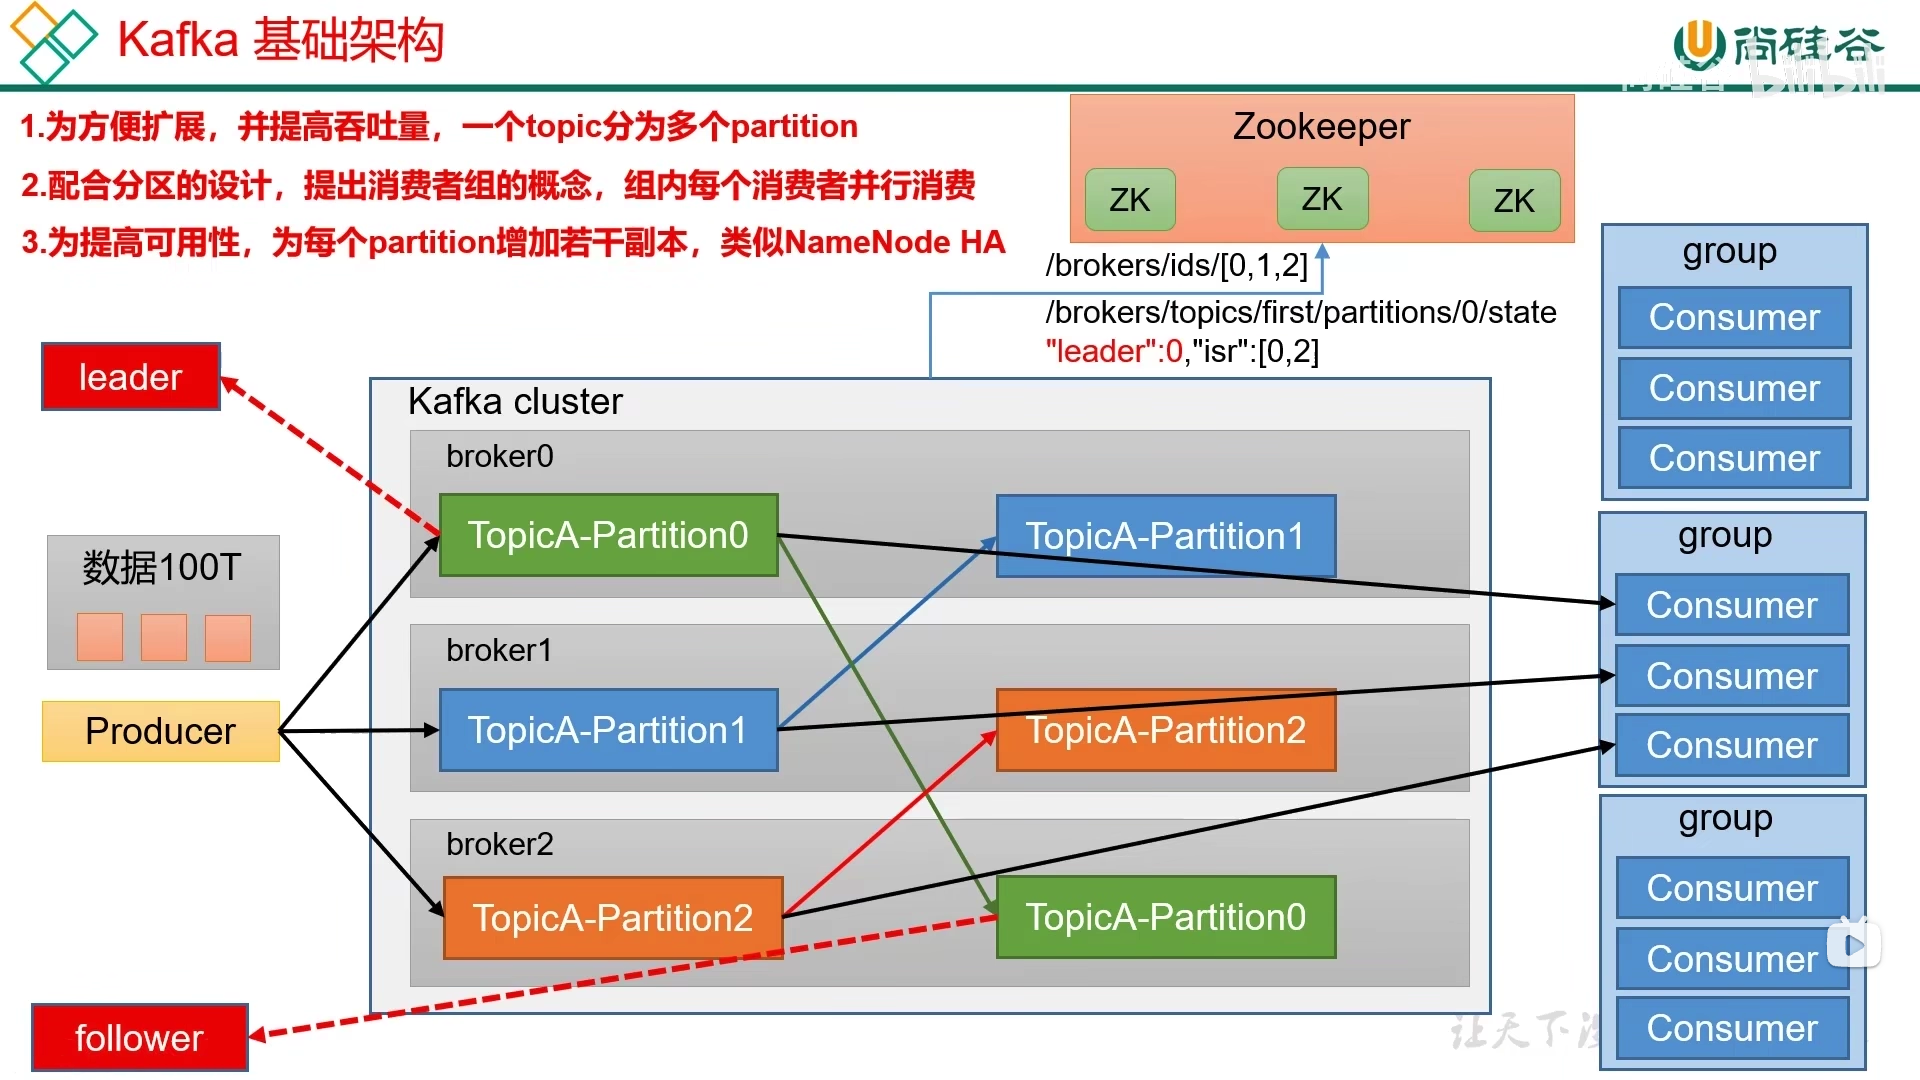 Kafka 基础架构
尚硅谷
bilibili
1.为方便扩展，并提高吞吐量，一个topic分为多个partition
2.配合分区的设计，提出消费者组的概念，组内每个消费者并行消费
3.为提高可用性，为每个partition增加若干副本，类似NameNode HA
Zookeeper
ZK
ZK
ZK
/brokers/ids/[0,1,2]
/brokers/topics/first/partitions/0/state
"leader":0,"isr":[0,2]
leader
数据100T
Producer
follower
Kafka cluster
broker0
TopicA-Partition0
TopicA-Partition1
broker1
TopicA-Partition1
TopicA-Partition2
broker2
TopicA-Partition2
TopicA-Partition0
group
Consumer
Consumer
Consumer
group
Consumer
Consumer
Consumer
group
Consumer
Consumer
Consumer
让天下没